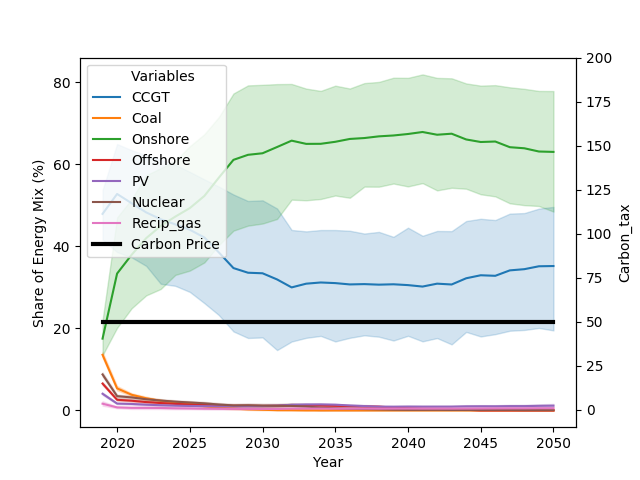 Variables
CCGT
Coal
Onshore
Offshore
PV
Nuclear
Recip_gas
Carbon Price
Share of Energy Mix (%)
80
60
40
20
0
200
175
150
125
100
75
50
25
0
Carbon_tax
2020 2025 2030 2035 2040 2045 2050
Year